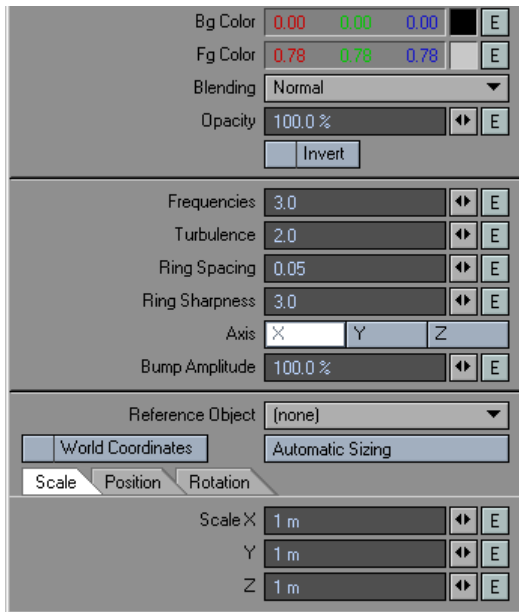 Bg Color 0.00 0.00 0.00 E
Fg Color 0.78 0.78 0.78 E
Blending Normal
Opacity 100.0 % E
Invert
Frequencies 3.0 E
Turbulence 2.0 E
Ring Spacing 0.05 E
Ring Sharpness 3.0 E
Axis X Y Z
Bump Amplitude 100.0 % E
Reference Object (none)
World Coordinates Automatic Sizing
Scale Position Rotation
Scale X 1 m E
Y 1 m E
Z 1 m E